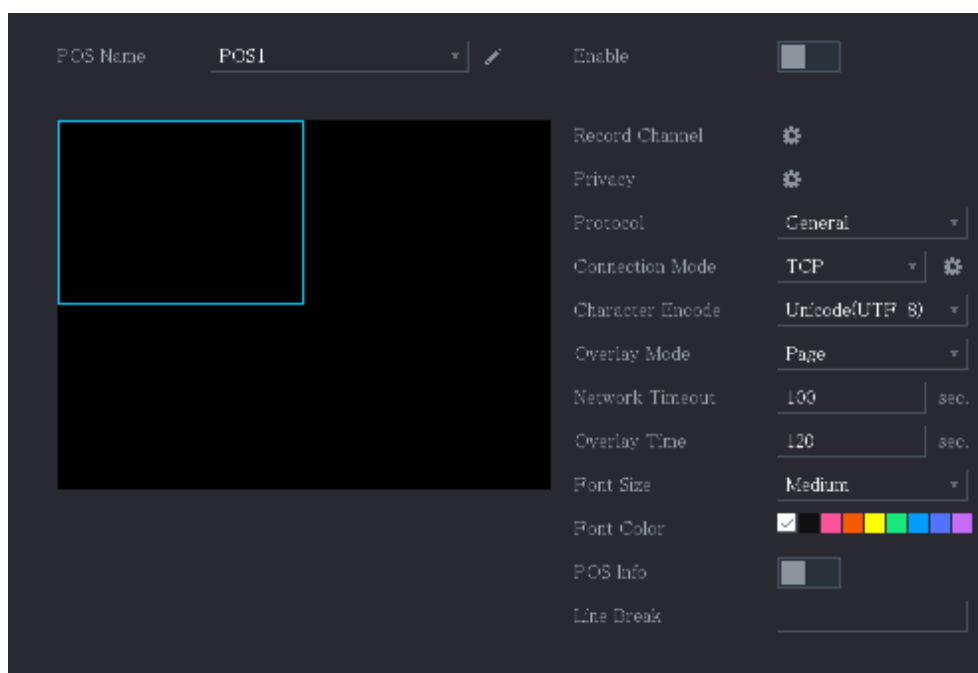 POS Name POS1 Enable
Record Channel
Privacy
Protocol General
Connection Mode TCP
Character Encode Unicode(UTF 8)
Overlay Mode Page
Network Timeout 100 sec.
Overlay Time 120 sec.
Font Size Medium
Font Color
POS Info
Line Break